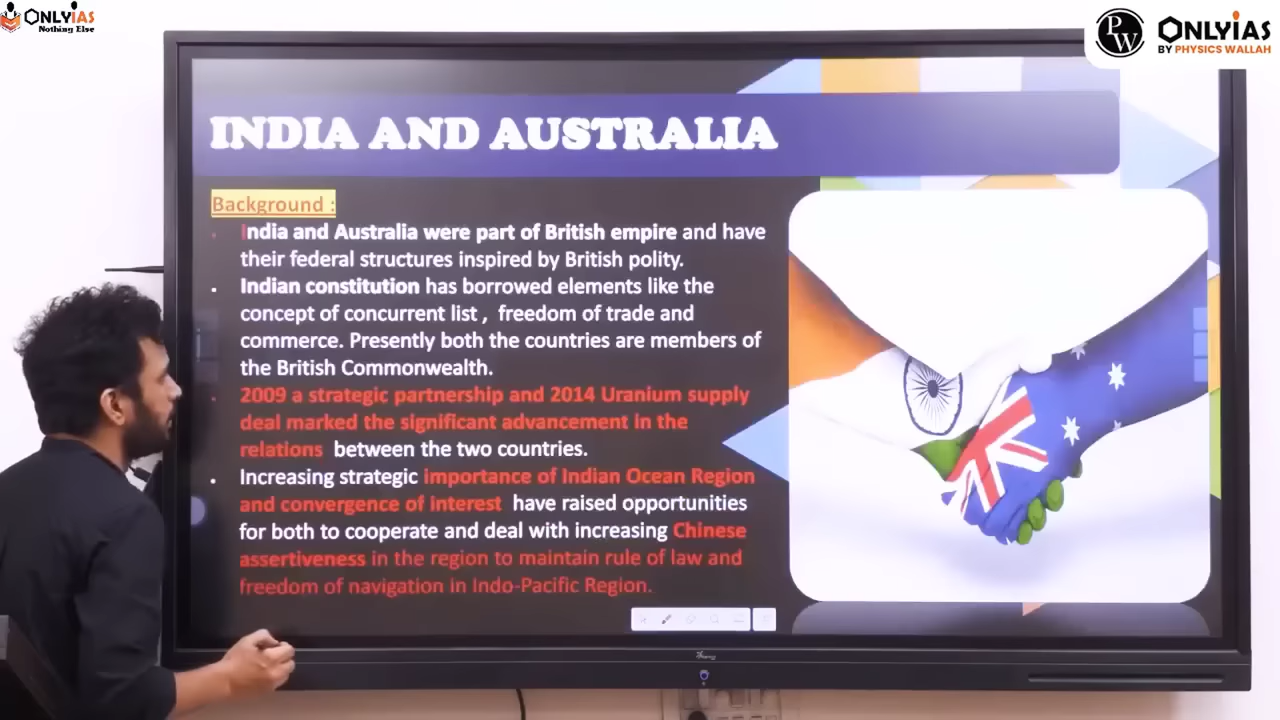 ONLYIAS
Nothing Else
PW
ONLYIAS
BY PHYSICS WALLAH
INDIA AND AUSTRALIA
Background :
India and Australia were part of British empire and have
their federal structures inspired by British polity.
Indian constitution has borrowed elements like the
concept of concurrent list , freedom of trade and
commerce. Presently both the countries are members of
the British Commonwealth.
2009 a strategic partnership and 2014 Uranium supply
deal marked the significant advancement in the
relations between the two countries.
Increasing strategic importance of Indian Ocean Region
and convergence of interest have raised opportunities
for both to cooperate and deal with increasing Chinese
assertiveness in the region to maintain rule of law and
freedom of navigation in Indo-Pacific Region.